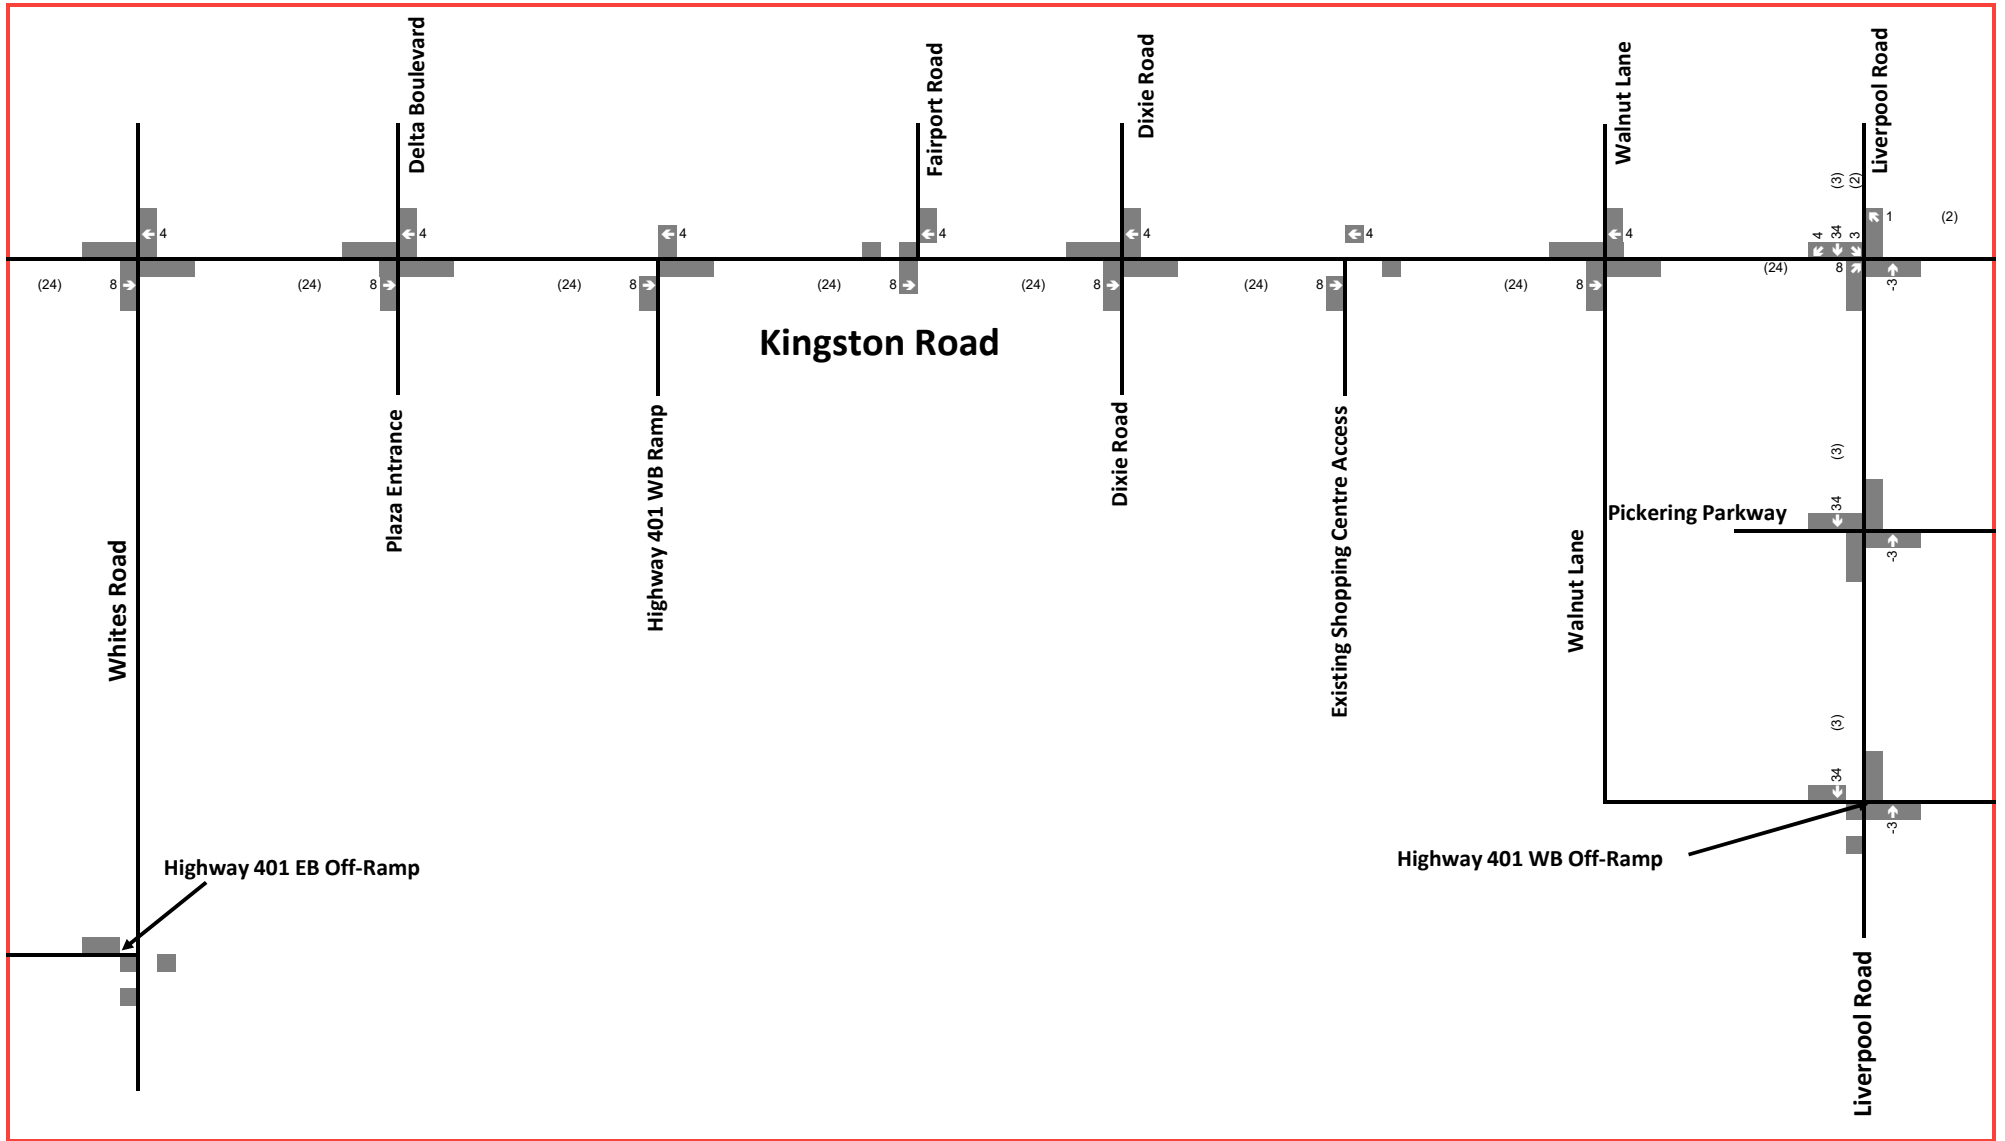 Delta Boulevard
Fairport Road
Dixie Road
Walnut Lane
Liverpool Road
(3)
(2)
1
(2)
4
4
4
4
4
4
4
4
34
3
(24)
8
(24)
8
(24)
8
(24)
8
(24)
8
(24)
8
(24)
8
(24)
8
-3
Kingston Road
Plaza Entrance
Highway 401 WB Ramp
Dixie Road
Existing Shopping Centre Access
(3)
34
Pickering Parkway
-3
Whites Road
Walnut Lane
(3)
34
-3
Highway 401 EB Off-Ramp
Highway 401 WB Off-Ramp
Liverpool Road